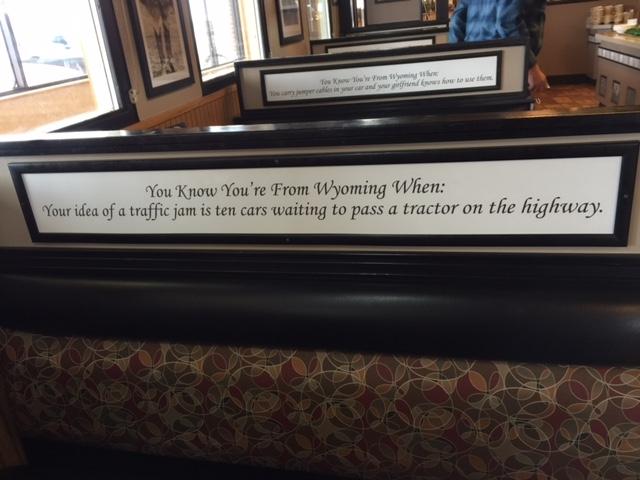 You Know You're From Wyoming When:
You carry jumper cables in your car and your girlfriend knows how to use them.
You Know You're From Wyoming When:
Your idea of a traffic jam is ten cars waiting to pass a tractor on the highway.